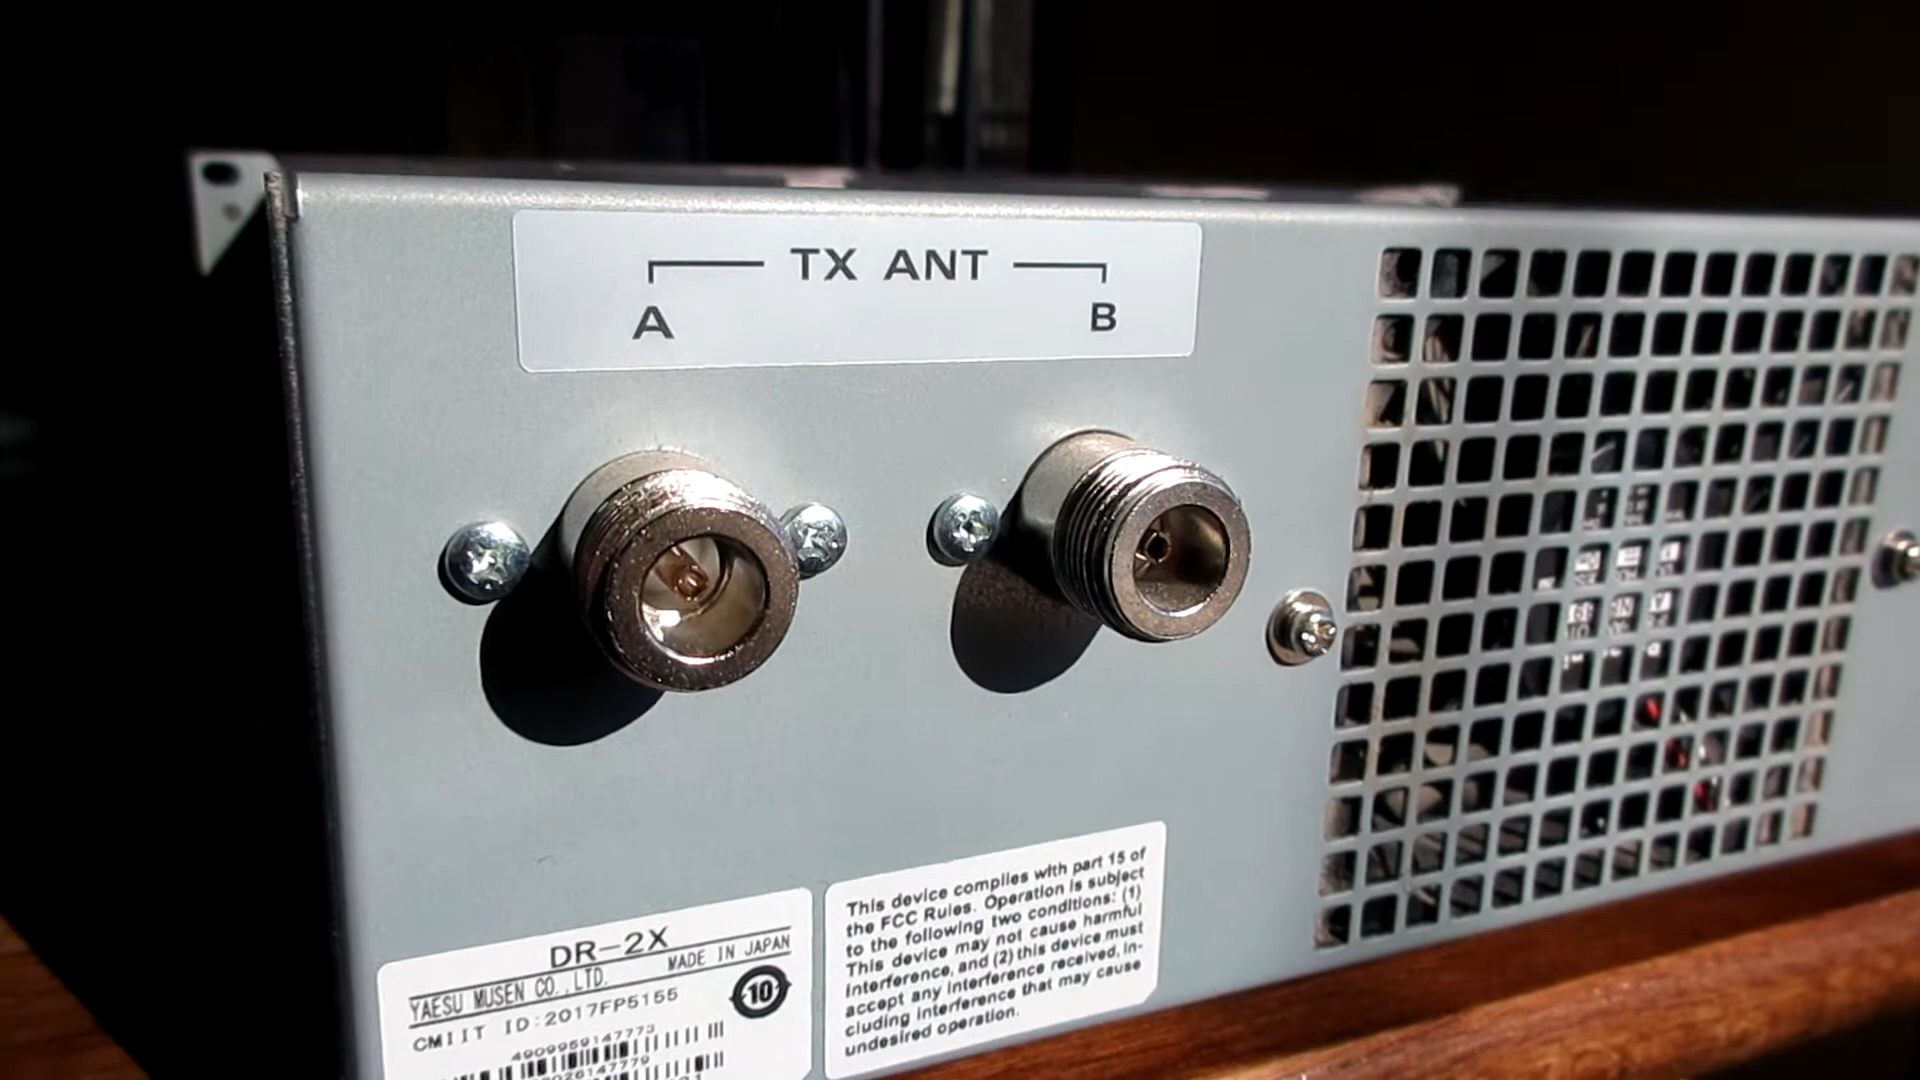 TX ANT
A B
DR-2X
YAESU MUSEN CO.,LTD. MADE IN JAPAN
CMIIT ID:2017FP5155
10
4909959147773
This device complies with part 15 of
the FCC Rules. Operation is subject
to the following two conditions: (1)
This device may not cause harmful
interference, and (2) this device must
accept any interference received, in-
cluding interference that may cause
undesired operation.